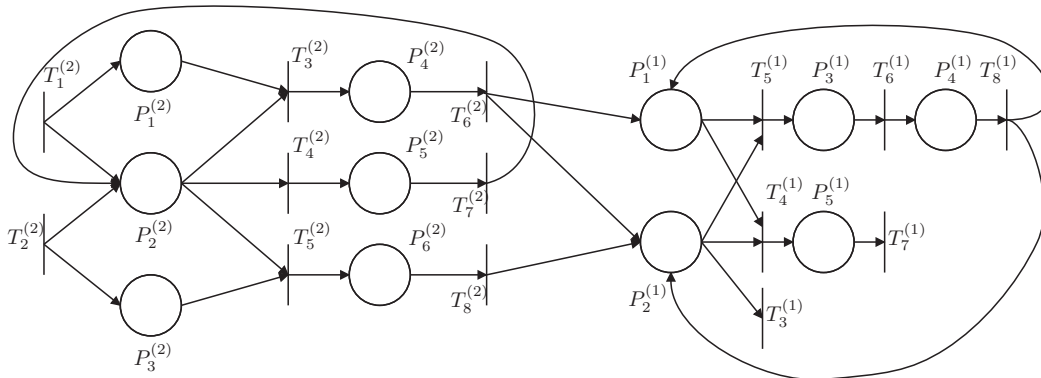 T_1^{(2)}
P_1^{(2)}
T_3^{(2)}
P_4^{(2)}
T_6^{(2)}
P_1^{(1)}
T_5^{(1)}
P_3^{(1)}
T_6^{(1)}
P_4^{(1)}
T_8^{(1)}
T_2^{(2)}
P_2^{(2)}
T_4^{(2)}
P_5^{(2)}
T_7^{(2)}
T_4^{(1)}
P_5^{(1)}
T_7^{(1)}
P_3^{(2)}
T_5^{(2)}
P_6^{(2)}
T_8^{(2)}
P_2^{(1)}
T_3^{(1)}